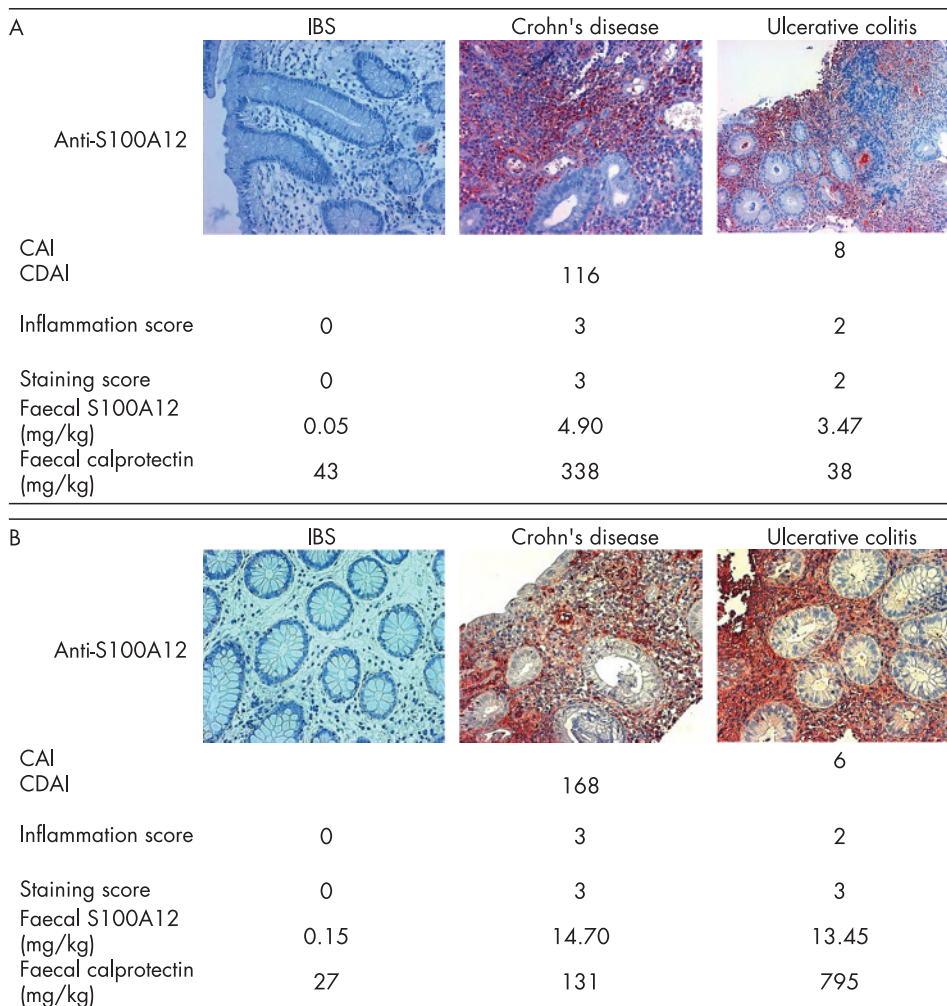 A IBS Crohn's disease Ulcerative colitis
Anti-S100A12
CAI 8
CDAI 116
Inflammation score 0 3 2
Staining score 0 3 2
Faecal S100A12
(mg/kg) 0.05 4.90 3.47
Faecal calprotectin
(mg/kg) 43 338 38
B IBS Crohn's disease Ulcerative colitis
Anti-S100A12
CAI 6
CDAI 168
Inflammation score 0 3 2
Staining score 0 3 3
Faecal S100A12
(mg/kg) 0.15 14.70 13.45
Faecal calprotectin
(mg/kg) 27 131 795